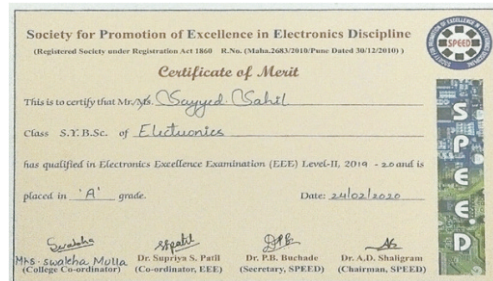 Society for Promotion of Excellence in Electronics Discipline
(Registered Society under Registration Act 1860 R.No. (Maha.2683/2010/Pune Dated 30/12/2010) )
SPEED
Certificate of Merit
This is to certify that Mr./Ms. Sayyed Sahil
Class S.Y.B.Sc. of Electronics
has qualified in Electronics Excellence Examination (EEE) Level-II, 2019 - 20 and is
placed in 'A' grade. Date: 24/02/2020
SPEED
Mrs. Swaleha Mulla Dr. Supriya S. Patil Dr. P.B. Buchade Dr. A.D. Shaligram
(College Co-ordinator) (Co-ordinator, EEE) (Secretary, SPEED) (Chairman, SPEED)